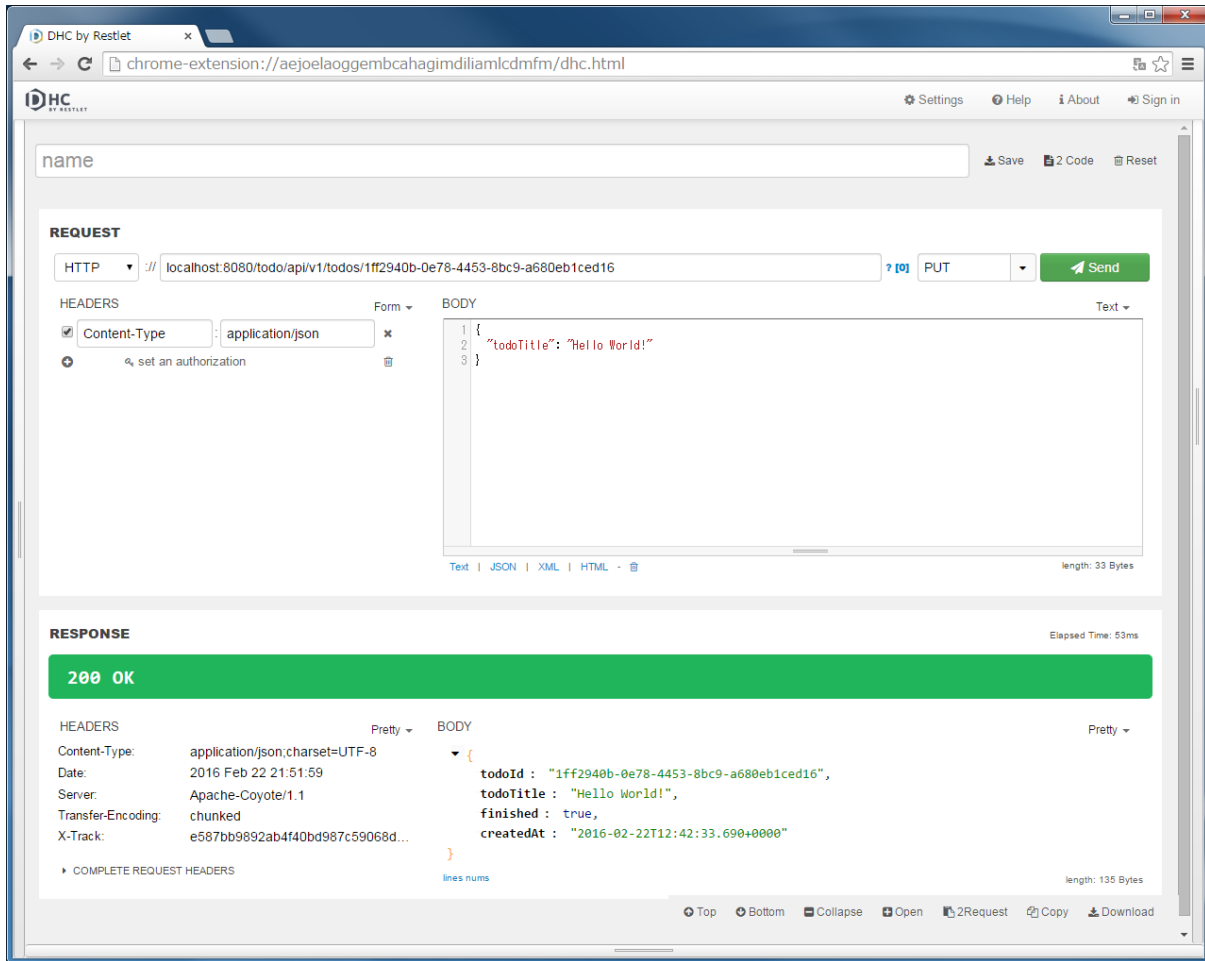 DHC by Restlet ×
chrome-extension://aejoelaoggembcahagimdiliamlcdmfm/dhc.html
DHC BY RESTLET Settings Help About Sign in
name Save 2 Code Reset
REQUEST
HTTP :// localhost:8080/todo/api/v1/todos/1ff2940b-0e78-4453-8bc9-a680eb1ced16 ? [0] PUT Send
HEADERS Form BODY Text
Content-Type : application/json
set an authorization
1 {
2 "todoTitle": "Hello World!"
3 }
Text | JSON | XML | HTML - length: 33 Bytes
RESPONSE Elapsed Time: 53ms
200 OK
HEADERS Pretty BODY Pretty
Content-Type: application/json;charset=UTF-8
Date: 2016 Feb 22 21:51:59
Server: Apache-Coyote/1.1
Transfer-Encoding: chunked
X-Track: e587bb9892ab4f40bd987c59068d...
COMPLETE REQUEST HEADERS
{
todoId : "1ff2940b-0e78-4453-8bc9-a680eb1ced16",
todoTitle : "Hello World!",
finished : true,
createdAt : "2016-02-22T12:42:33.690+0000"
}
lines nums length: 135 Bytes
Top Bottom Collapse Open 2Request Copy Download